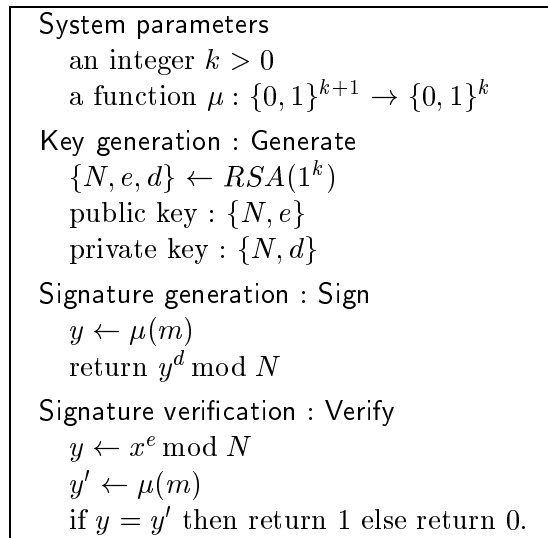 System parameters
an integer k > 0
a function μ : {0, 1}^{k+1} → {0, 1}^k
Key generation : Generate
{N, e, d} ← RSA(1^k)
public key : {N, e}
private key : {N, d}
Signature generation : Sign
y ← μ(m)
return y^d mod N
Signature verification : Verify
y ← x^e mod N
y′ ← μ(m)
if y = y′ then return 1 else return 0.